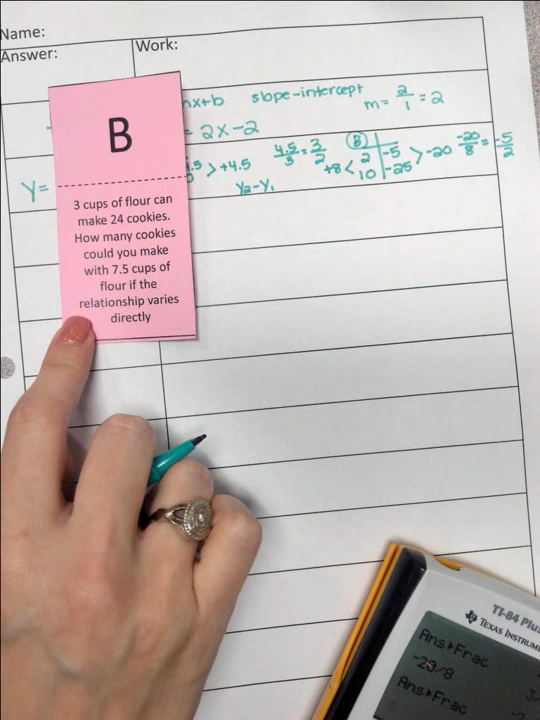 Name:
Answer:
Work:
B
3 cups of flour can
make 24 cookies.
How many cookies
could you make
with 7.5 cups of
flour if the
relationship varies
directly
x+b slope-intercept m= 2/1 = 2
= 2x-2
Y=
> +4.5
4.5/3 = 3/2
y₂-y₁
B
+8 < 2 -5 > -20
10 -25
-20/8 = -5/2
TI-84 Plus
TEXAS INSTRUM
Ans▸Frac
Ans▸Frac